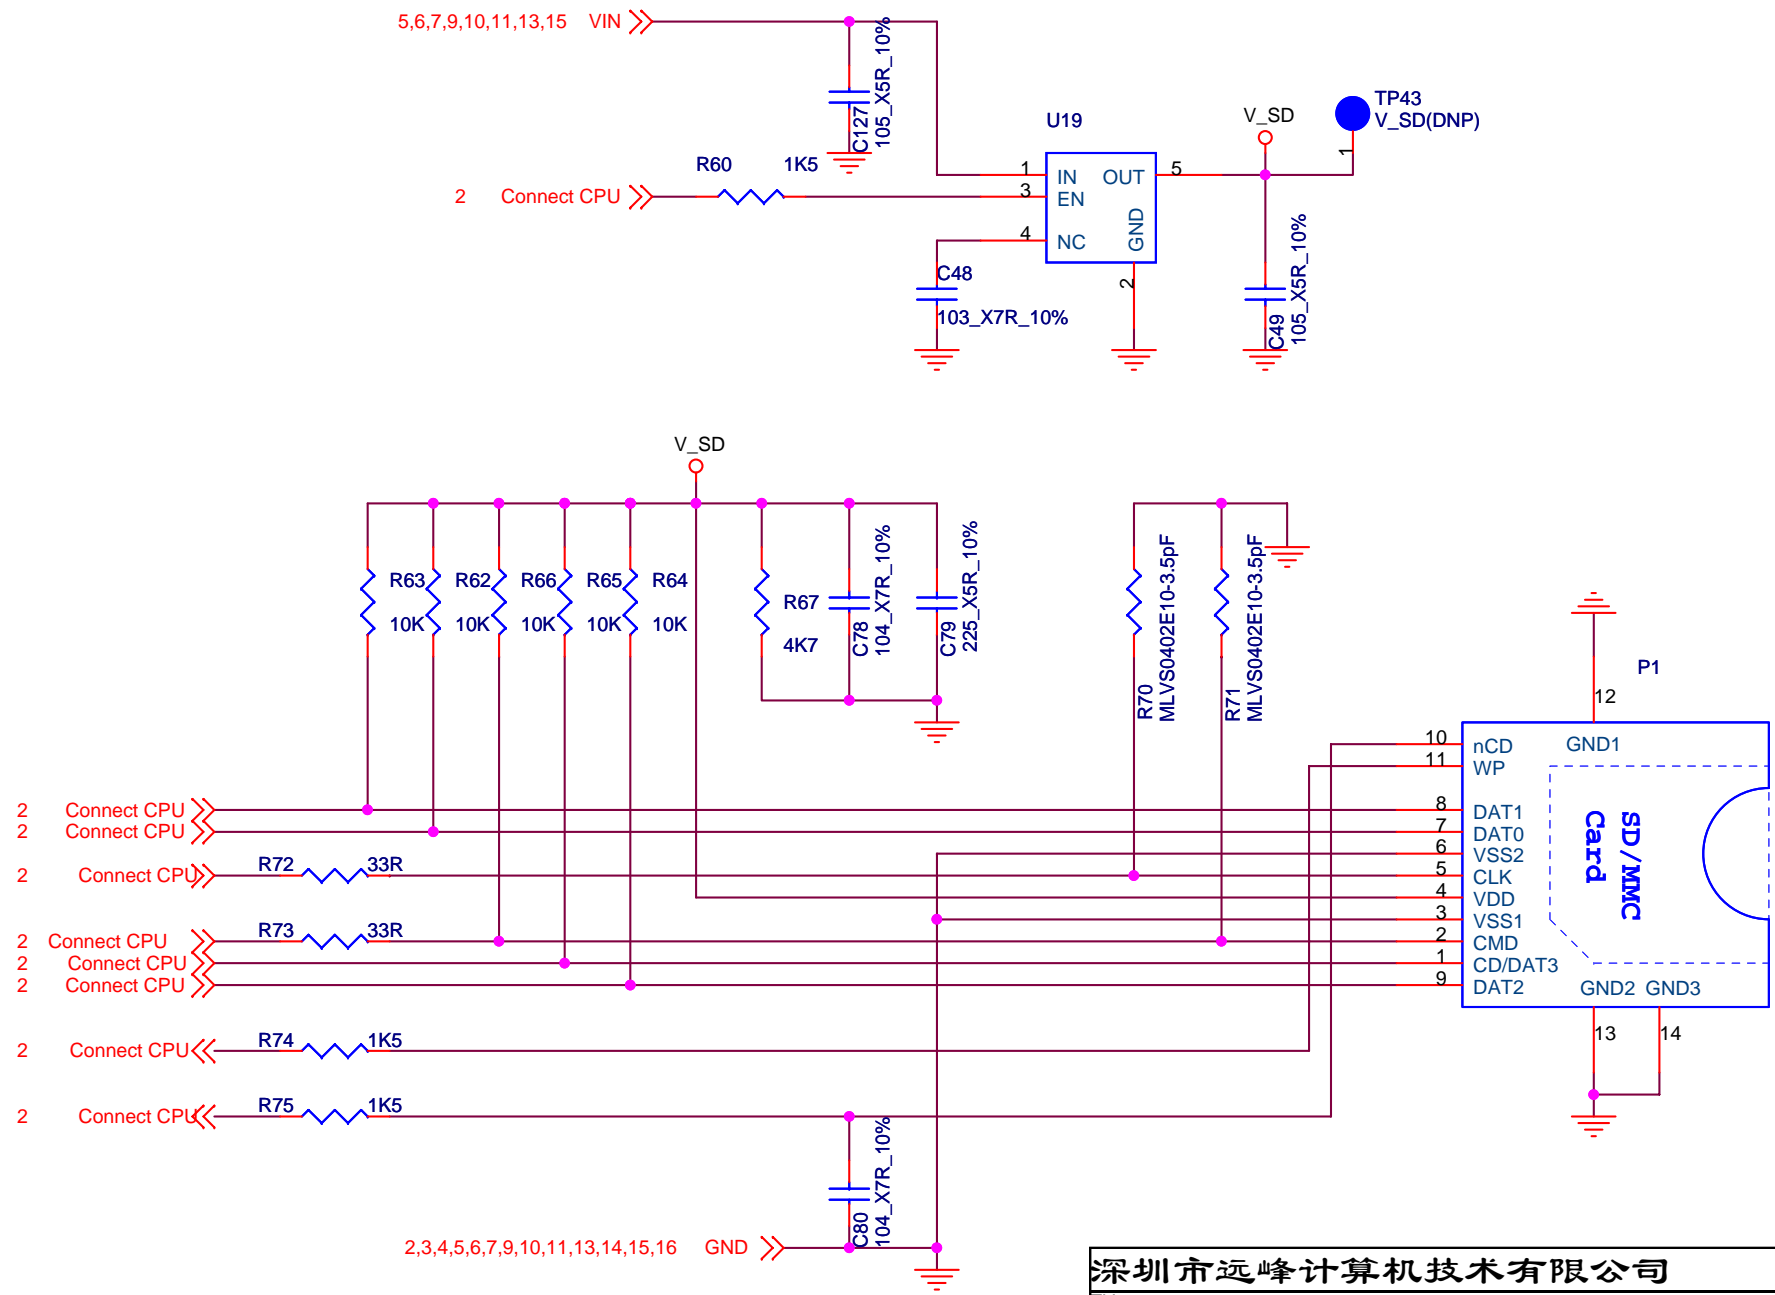 5,6,7,9,10,11,13,15 VIN
C127
105_X5R_10%
TP43
V_SD(DNP)
1
V_SD
U19
R60 1K5
2 Connect CPU
1 IN OUT 5
3 EN
4 NC
GND
2
C48
103_X7R_10%
C49
105_X5R_10%
V_SD
R63
10K
R62
10K
R66
10K
R65
10K
R64
10K
R67
4K7
C78
104_X7R_10%
C79
225_X5R_10%
R70
MLVS0402E10-3.5pF
R71
MLVS0402E10-3.5pF
P1
12
GND1
10 nCD
11 WP
8 DAT1
7 DAT0
6 VSS2
5 CLK
4 VDD
3 VSS1
2 CMD
1 CD/DAT3
9 DAT2
SD/MMC
Card
GND2 GND3
13 14
2 Connect CPU
2 Connect CPU
2 Connect CPU R72 33R
2 Connect CPU R73 33R
2 Connect CPU
2 Connect CPU
2 Connect CPU R74 1K5
2 Connect CPU R75 1K5
C80
104_X7R_10%
2,3,4,5,6,7,9,10,11,13,14,15,16 GND
深圳市远峰计算机技术有限公司